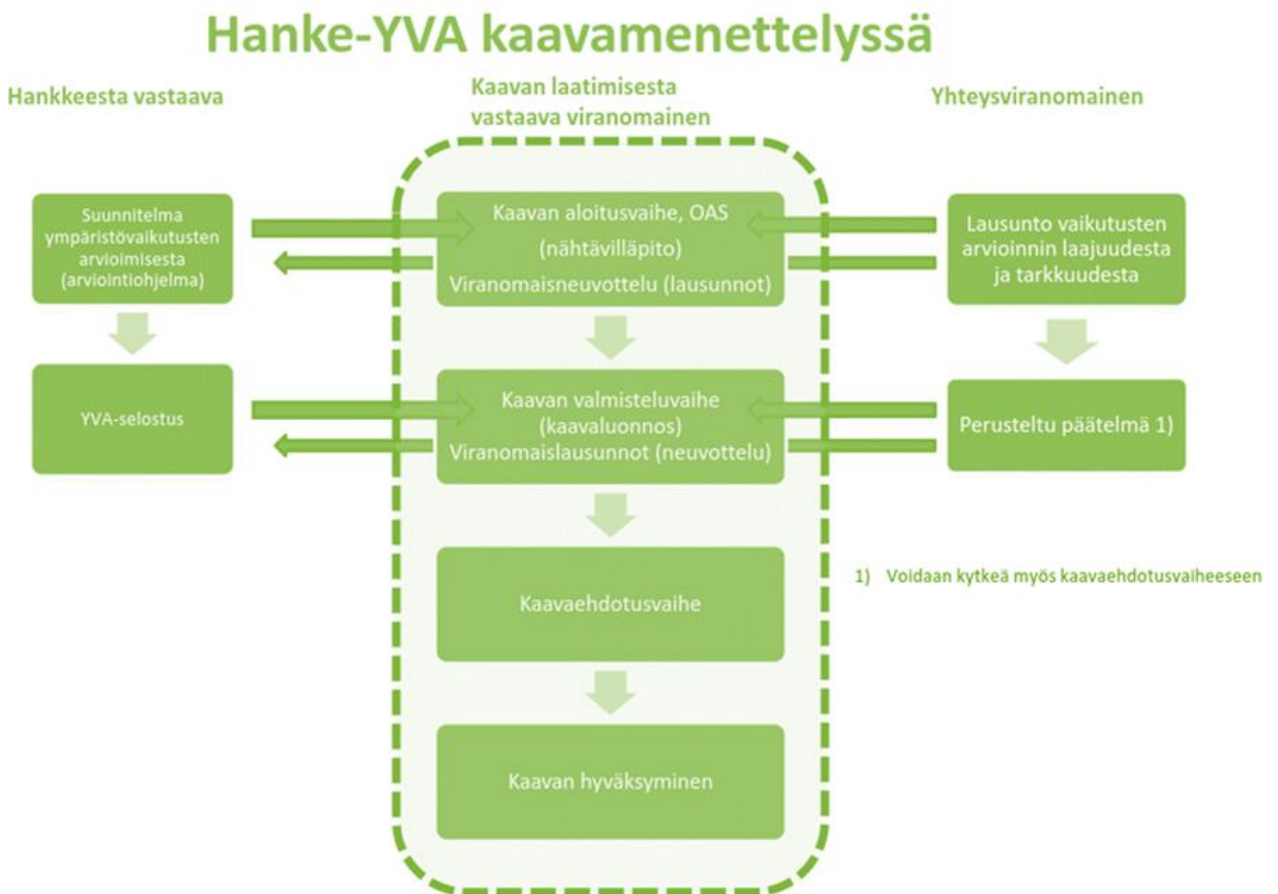 Hanke-YVA kaavamenettelyssä
Hankkeesta vastaava
Kaavan laatimisesta
vastaava viranomainen
Yhteysviranomainen
Suunnitelma
ympäristövaikutusten
arvioimisesta
(arviointiohjelma)
Kaavan aloitusvaihe, OAS
(nähtävilläpito)
Viranomaisneuvottelu (lausunnot)
Lausunto vaikutusten
arvioinnin laajuudesta
ja tarkkuudesta
YVA-selostus
Kaavan valmisteluvaihe
(kaavaluonnos)
Viranomaislausunnot (neuvottelu)
Perusteltu päätelmä 1)
Kaavaehdotusvaihe
1) Voidaan kytkeä myös kaavaehdotusvaiheeseen
Kaavan hyväksyminen